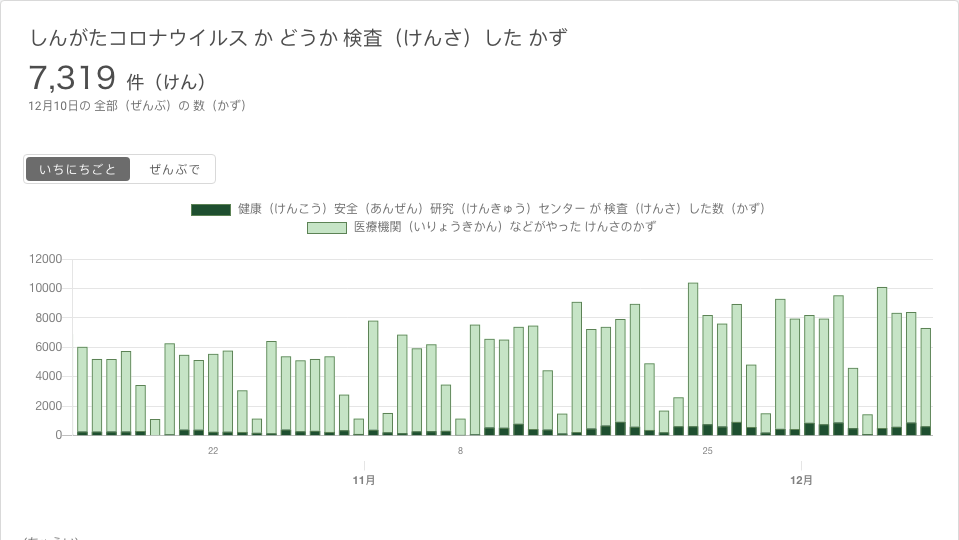 しんがたコロナウイルス か どうか 検査（けんさ）した かず
7,319 件（けん）
12月10日の 全部（ぜんぶ）の 数（かず）
いちにちごと ぜんぶで
健康（けんこう）安全（あんぜん）研究（けんきゅう）センター が 検査（けんさ）した数（かず）
医療機関（いりょうきかん）などがやった けんさのかず
12000
10000
8000
6000
4000
2000
0
22 8 25
11月 12月